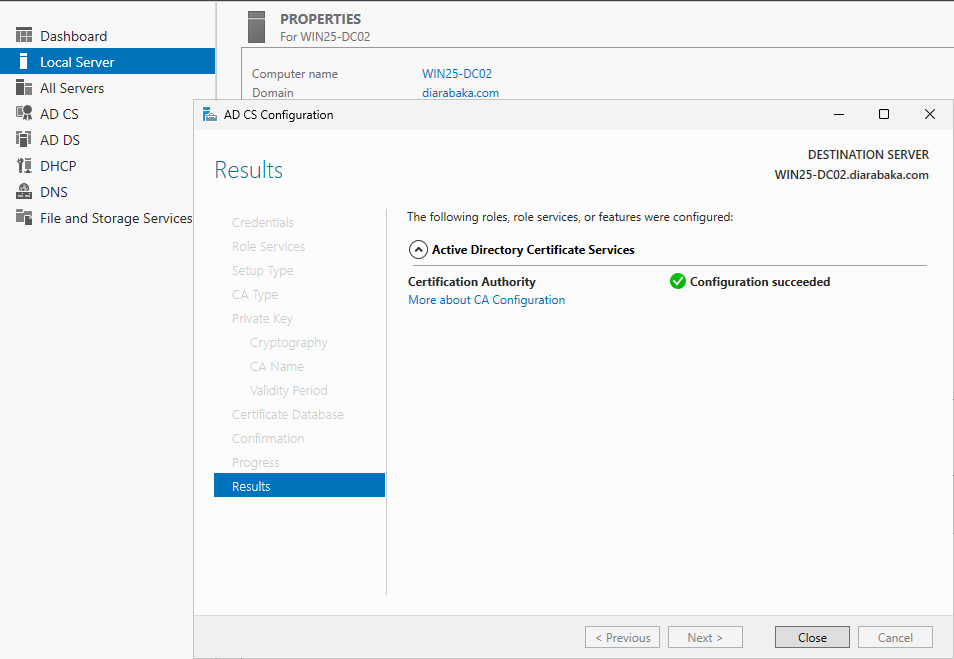 Dashboard
Local Server
All Servers
AD CS
AD DS
DHCP
DNS
File and Storage Services
PROPERTIES
For WIN25-DC02
Computer name WIN25-DC02
Domain diarabaka.com
AD CS Configuration
Results
DESTINATION SERVER
WIN25-DC02.diarabaka.com
Credentials
Role Services
Setup Type
CA Type
Private Key
Cryptography
CA Name
Validity Period
Certificate Database
Confirmation
Progress
Results
The following roles, role services, or features were configured:
Active Directory Certificate Services
Certification Authority Configuration succeeded
More about CA Configuration
< Previous Next > Close Cancel